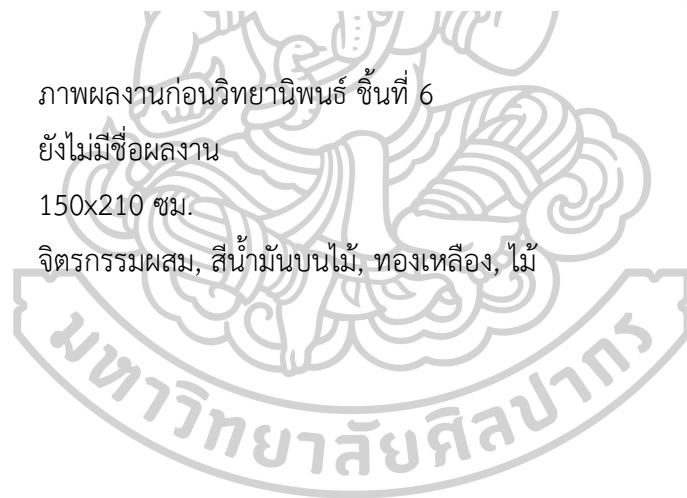 ภาพผลงานก่อนวิทยานิพนธ์ ชิ้นที่ 6
ยังไม่มีชื่อผลงาน
150x210 ซม.
จิตรกรรมผสม, สีน้ำมันบนไม้, ทองเหลือง, ไม้
มหาวิทยาลัยศิลปากร